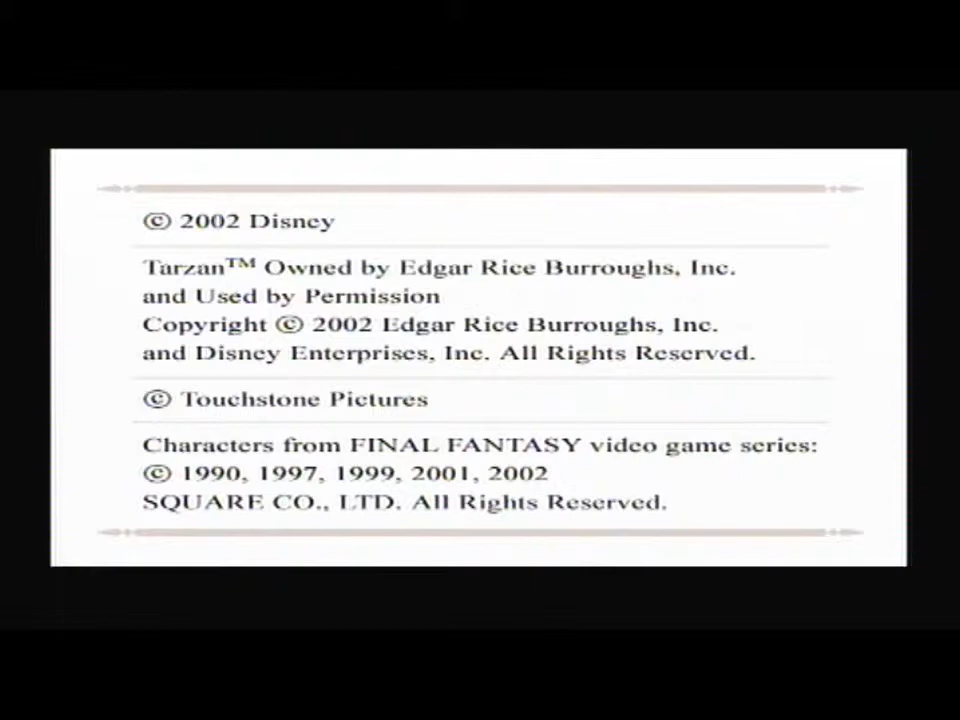 © 2002 Disney
Tarzan™ Owned by Edgar Rice Burroughs, Inc.
and Used by Permission
Copyright © 2002 Edgar Rice Burroughs, Inc.
and Disney Enterprises, Inc. All Rights Reserved.
© Touchstone Pictures
Characters from FINAL FANTASY video game series:
© 1990, 1997, 1999, 2001, 2002
SQUARE CO., LTD. All Rights Reserved.